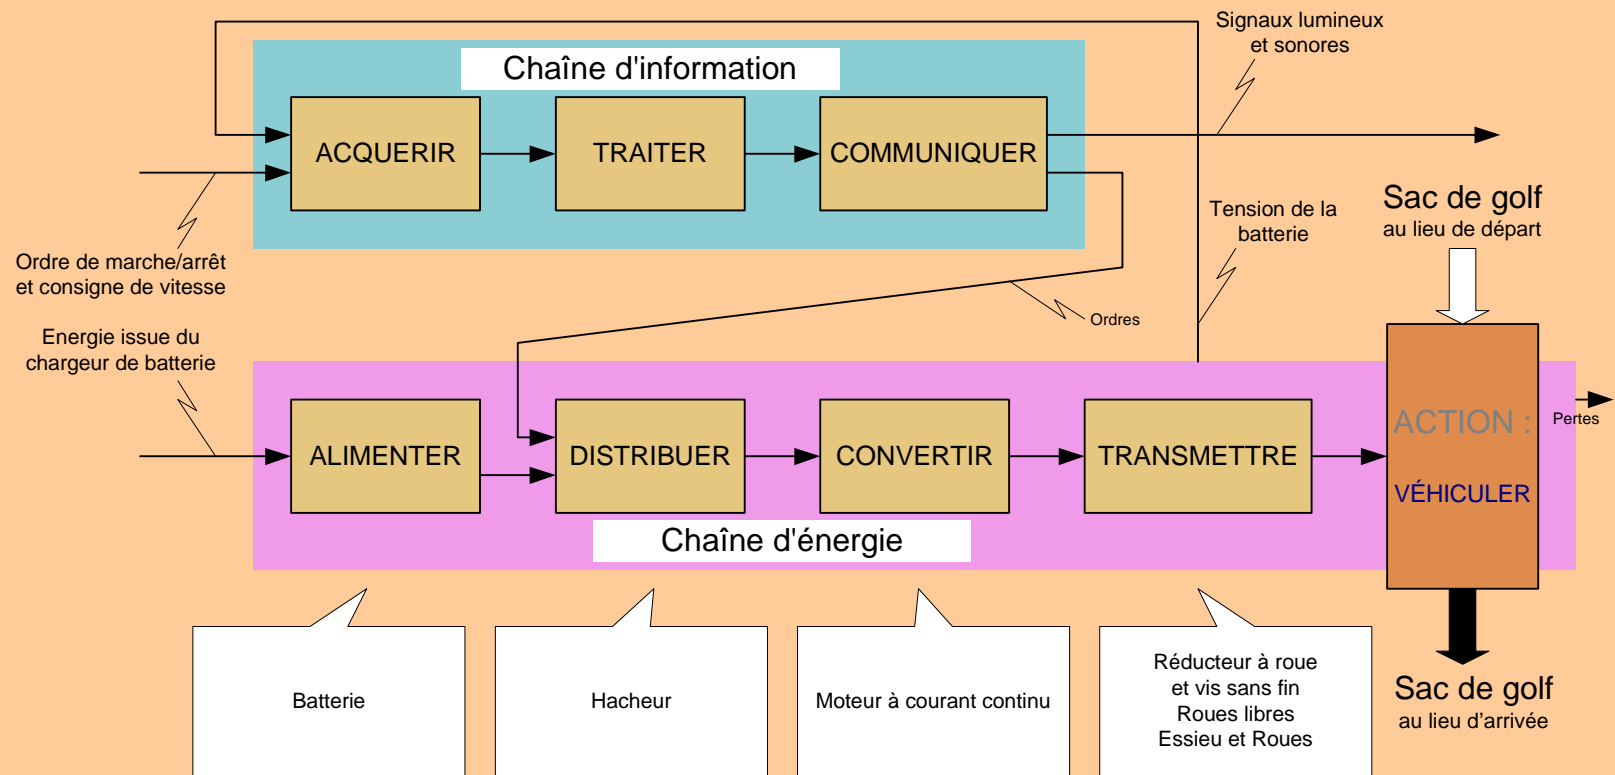 Signaux lumineux
et sonores
Chaîne d'information
ACQUERIR
TRAITER
COMMUNIQUER
Ordre de marche/arrêt
et consigne de vitesse
Tension de la
batterie
Sac de golf
au lieu de départ
Ordres
Energie issue du
chargeur de batterie
ALIMENTER
DISTRIBUER
CONVERTIR
TRANSMETTRE
ACTION :
VÉHICULER
Pertes
Chaîne d'énergie
Batterie
Hacheur
Moteur à courant continu
Réducteur à roue
et vis sans fin
Roues libres
Essieu et Roues
Sac de golf
au lieu d’arrivée